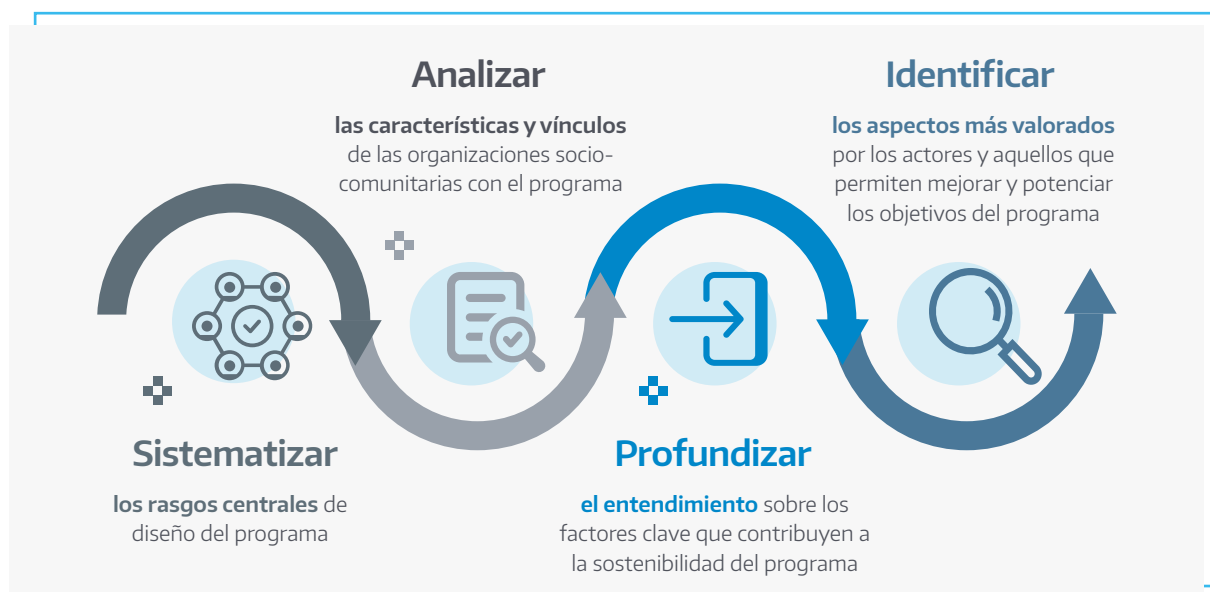 Sistematizar
los rasgos centrales de
diseño del programa
Analizar
las características y vínculos
de las organizaciones socio-
comunitarias con el programa
Profundizar
el entendimiento sobre los
factores clave que contribuyen a
la sostenibilidad del programa
Identificar
los aspectos más valorados
por los actores y aquellos que
permiten mejorar y potenciar
los objetivos del programa